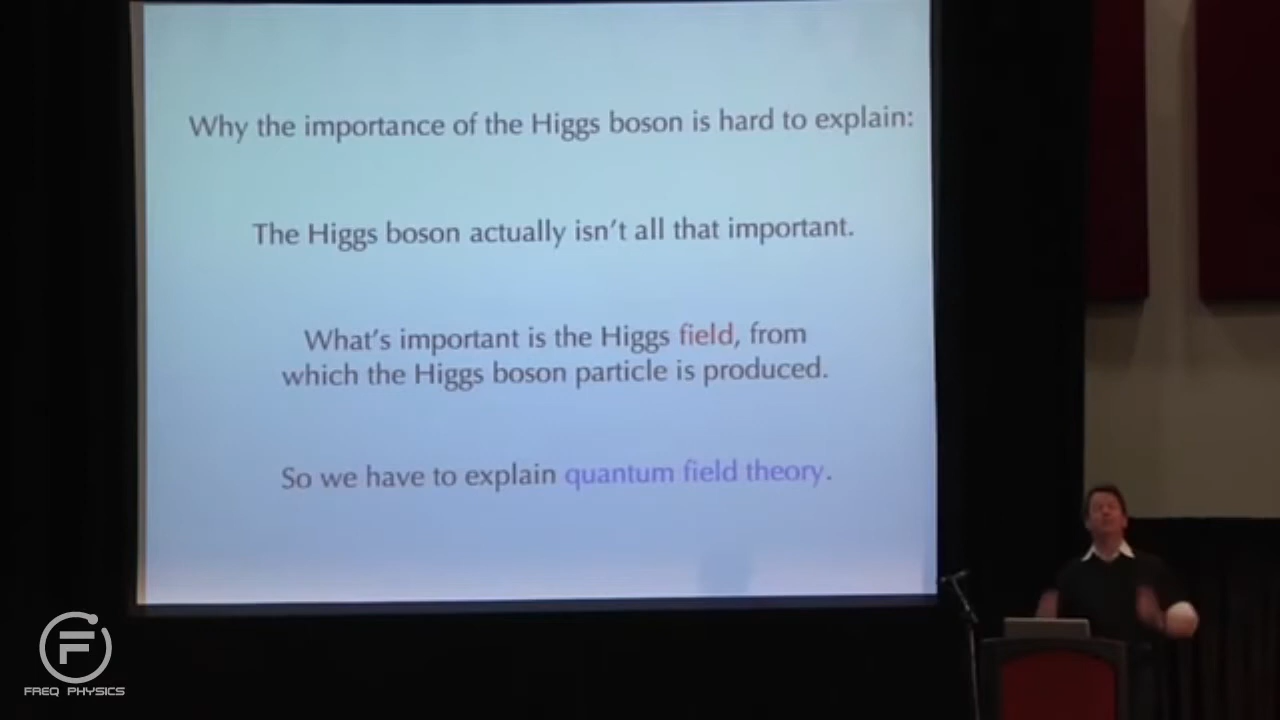 Why the importance of the Higgs boson is hard to explain:
The Higgs boson actually isn't all that important.
What's important is the Higgs field, from
which the Higgs boson particle is produced.
So we have to explain quantum field theory.
F
FREQ PHYSICS